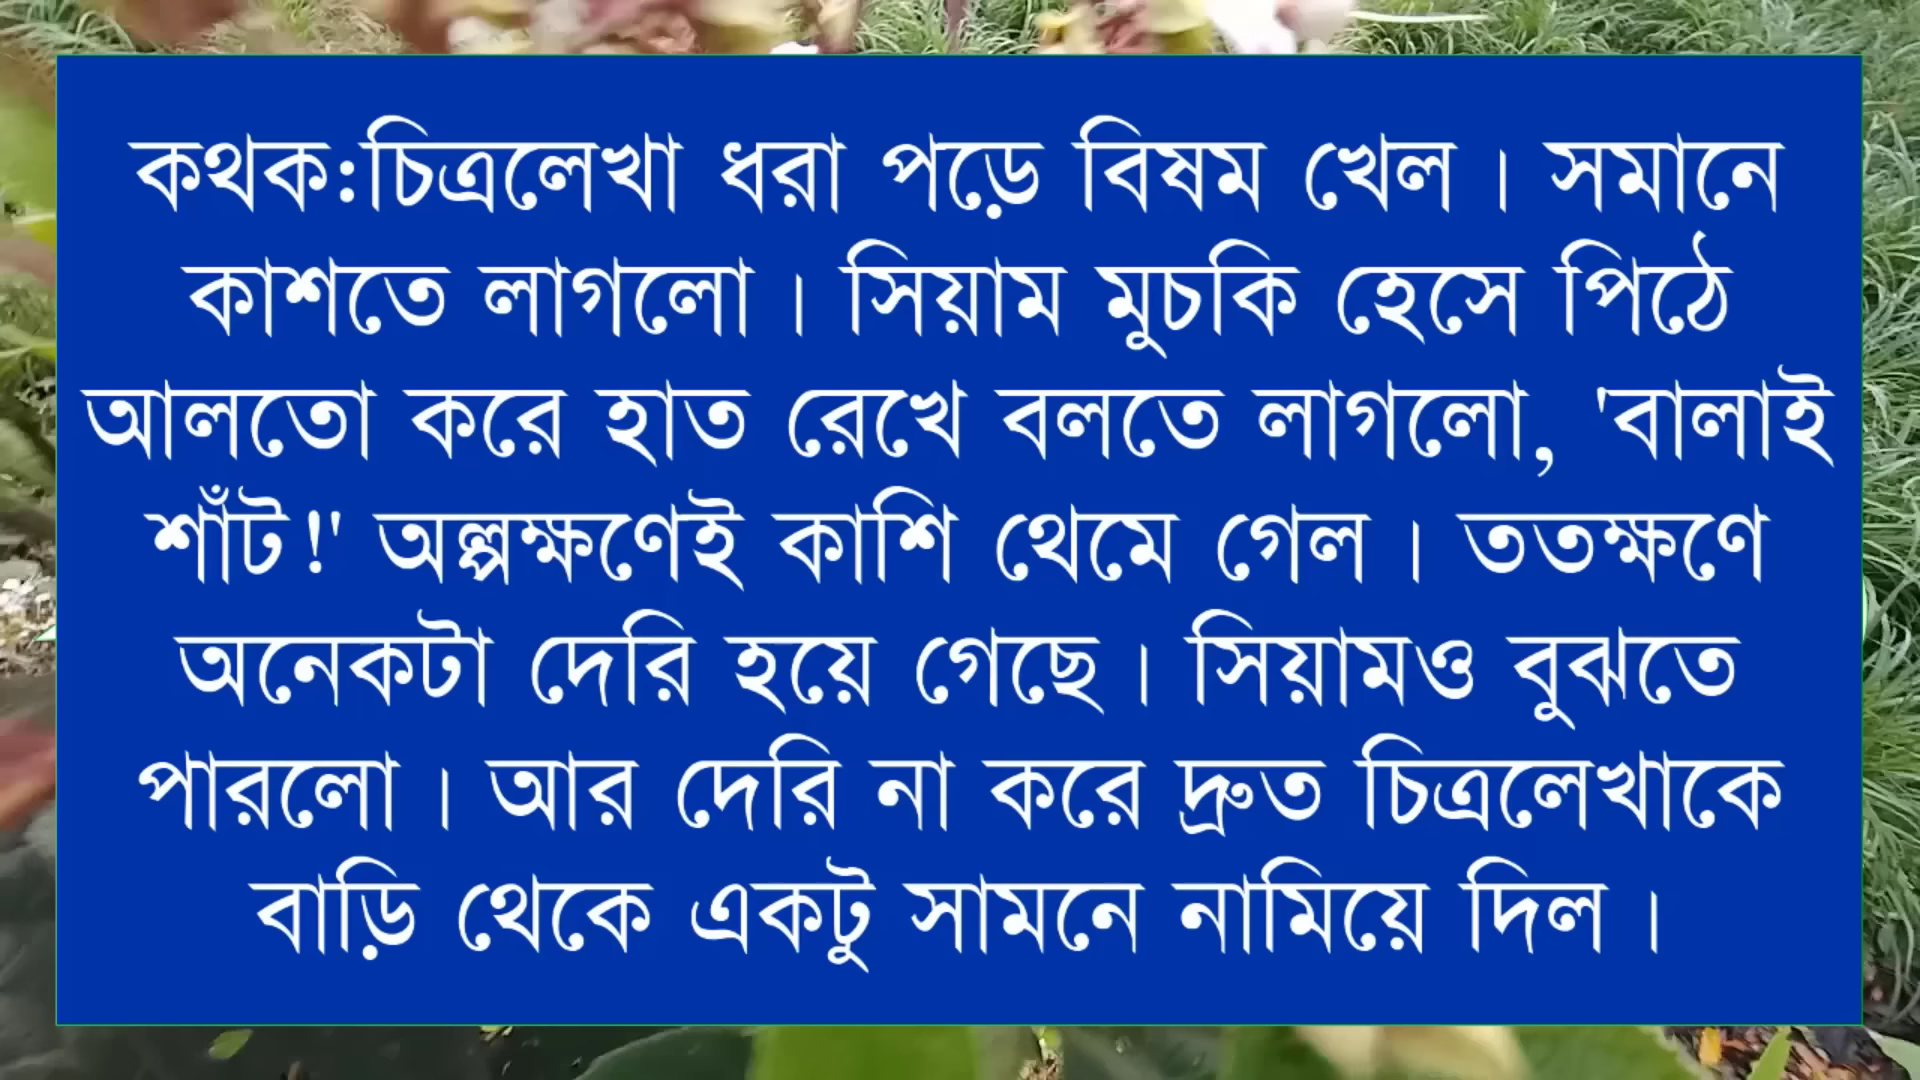 কথক:চিত্রলেখা ধরা পড়ে বিষম খেল। সমানে
কাশতে লাগলো। সিয়াম মুচকি হেসে পিঠে
আলতো করে হাত রেখে বলতে লাগলো, 'বালাই
শাঁট!' অল্পক্ষণেই কাশি থেমে গেল। ততক্ষণে
অনেকটা দেরি হয়ে গেছে। সিয়ামও বুঝতে
পারলো। আর দেরি না করে দ্রুত চিত্রলেখাকে
বাড়ি থেকে একটু সামনে নামিয়ে দিল।